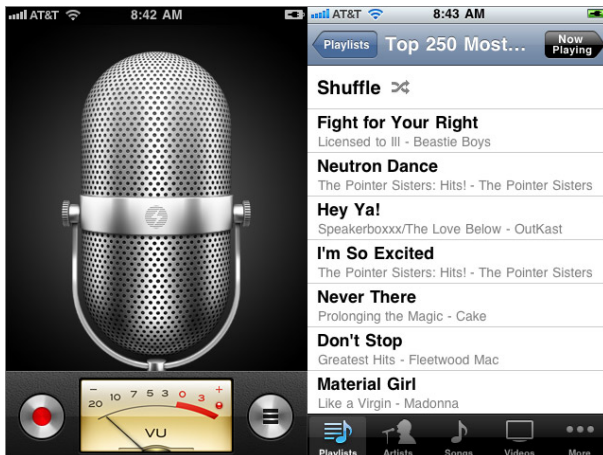 AT&T 8:42 AM
- 20 10 7 5 3 0 3 +
VU
AT&T 8:43 AM
Playlists Top 250 Most... Now Playing
Shuffle
Fight for Your Right
Licensed to Ill - Beastie Boys
Neutron Dance
The Pointer Sisters: Hits! - The Pointer Sisters
Hey Ya!
Speakerboxxx/The Love Below - OutKast
I'm So Excited
The Pointer Sisters: Hits! - The Pointer Sisters
Never There
Prolonging the Magic - Cake
Don't Stop
Greatest Hits - Fleetwood Mac
Material Girl
Like a Virgin - Madonna
Playlists Artists Songs Videos More